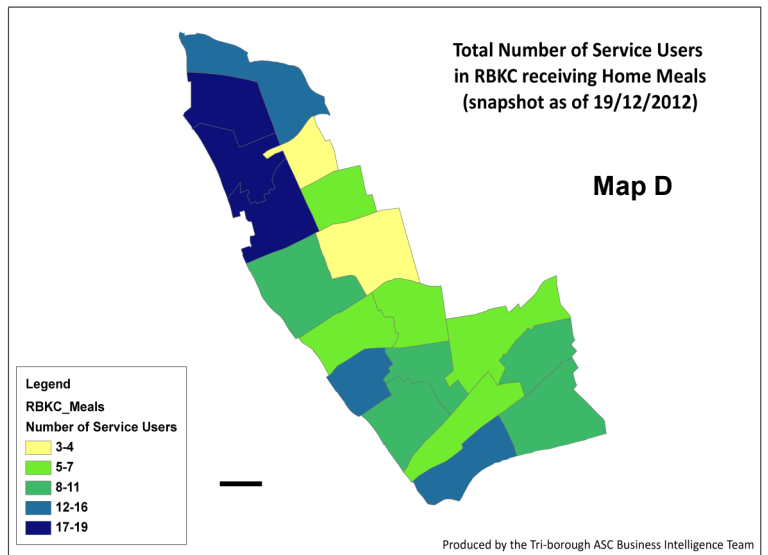 Total Number of Service Users
in RBKC receiving Home Meals
(snapshot as of 19/12/2012)
Map D
Legend
RBKC_Meals
Number of Service Users
3-4
5-7
8-11
12-16
17-19
Produced by the Tri-borough ASC Business Intelligence Team